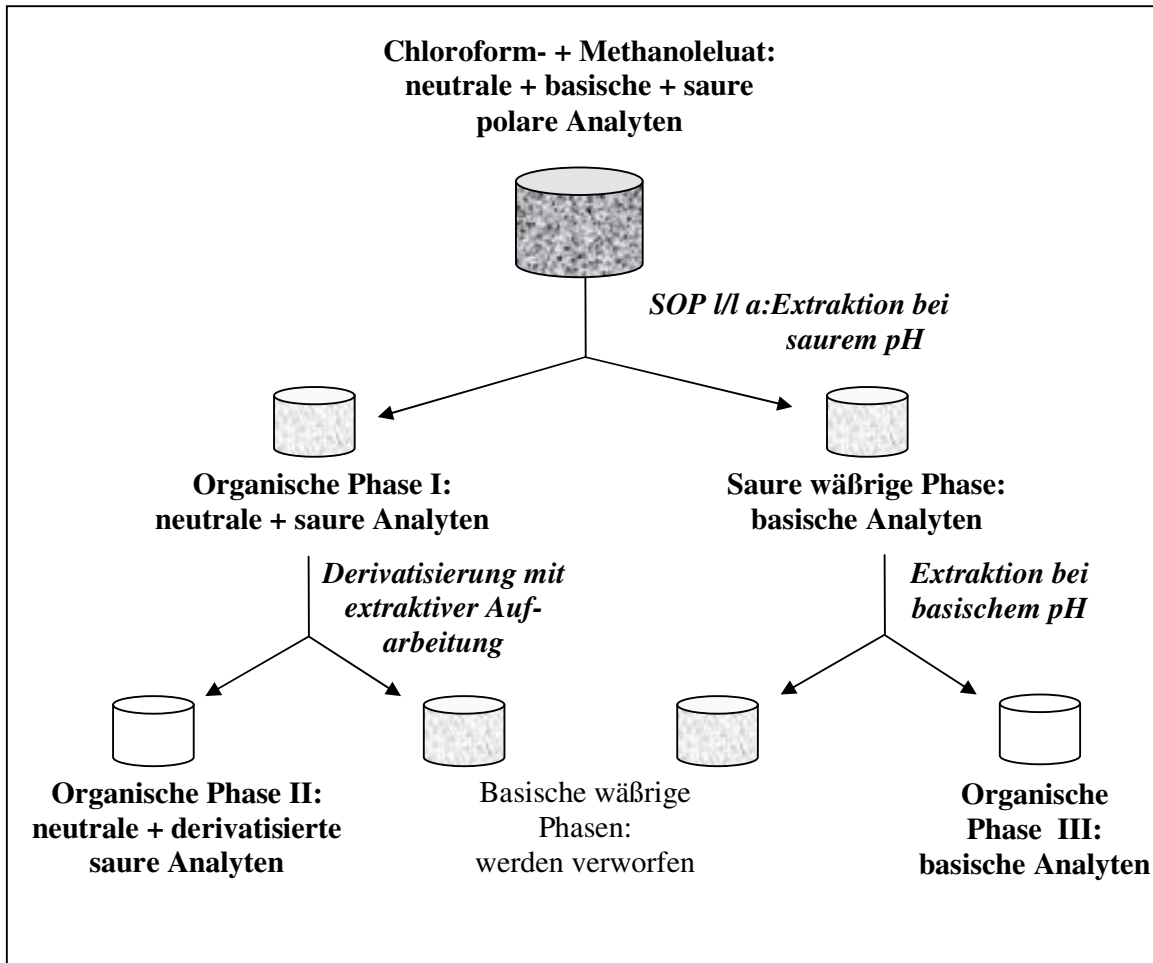 Chloroform- + Methanoleluat:
neutrale + basische + saure
polare Analyten
SOP l/l a:Extraktion bei
saurem pH
Organische Phase I:
neutrale + saure Analyten
Saure wäßrige Phase:
basische Analyten
Derivatisierung mit
extraktiver Auf-
arbeitung
Extraktion bei
basischem pH
Organische Phase II:
neutrale + derivatisierte
saure Analyten
Basische wäßrige
Phasen:
werden verworfen
Organische
Phase III:
basische Analyten